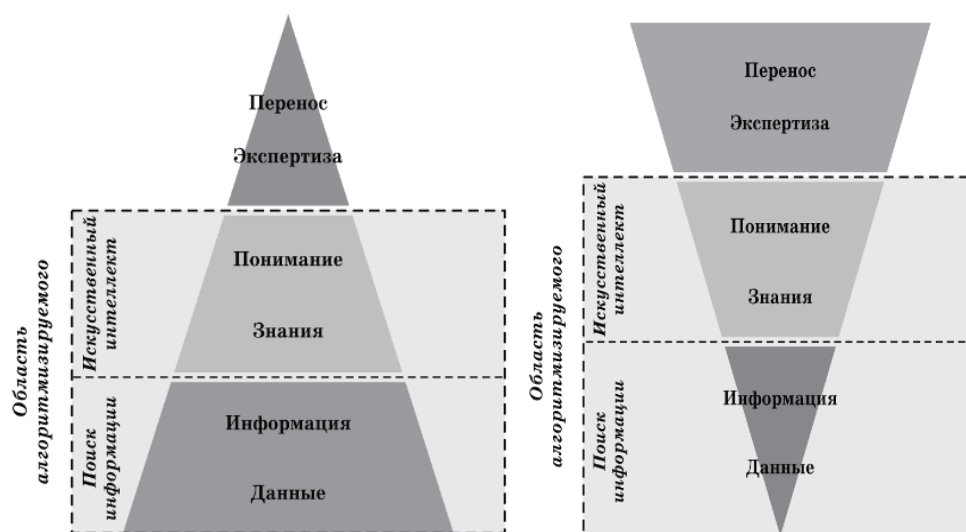 Перенос
Экспертиза
Понимание
Знания
Информация
Данные
Область
алгоритмизируемого
Искусственный
интеллект
Поиск
информации
Перенос
Экспертиза
Понимание
Знания
Информация
Данные
Область
алгоритмизируемого
Искусственный
интеллект
Поиск
информации